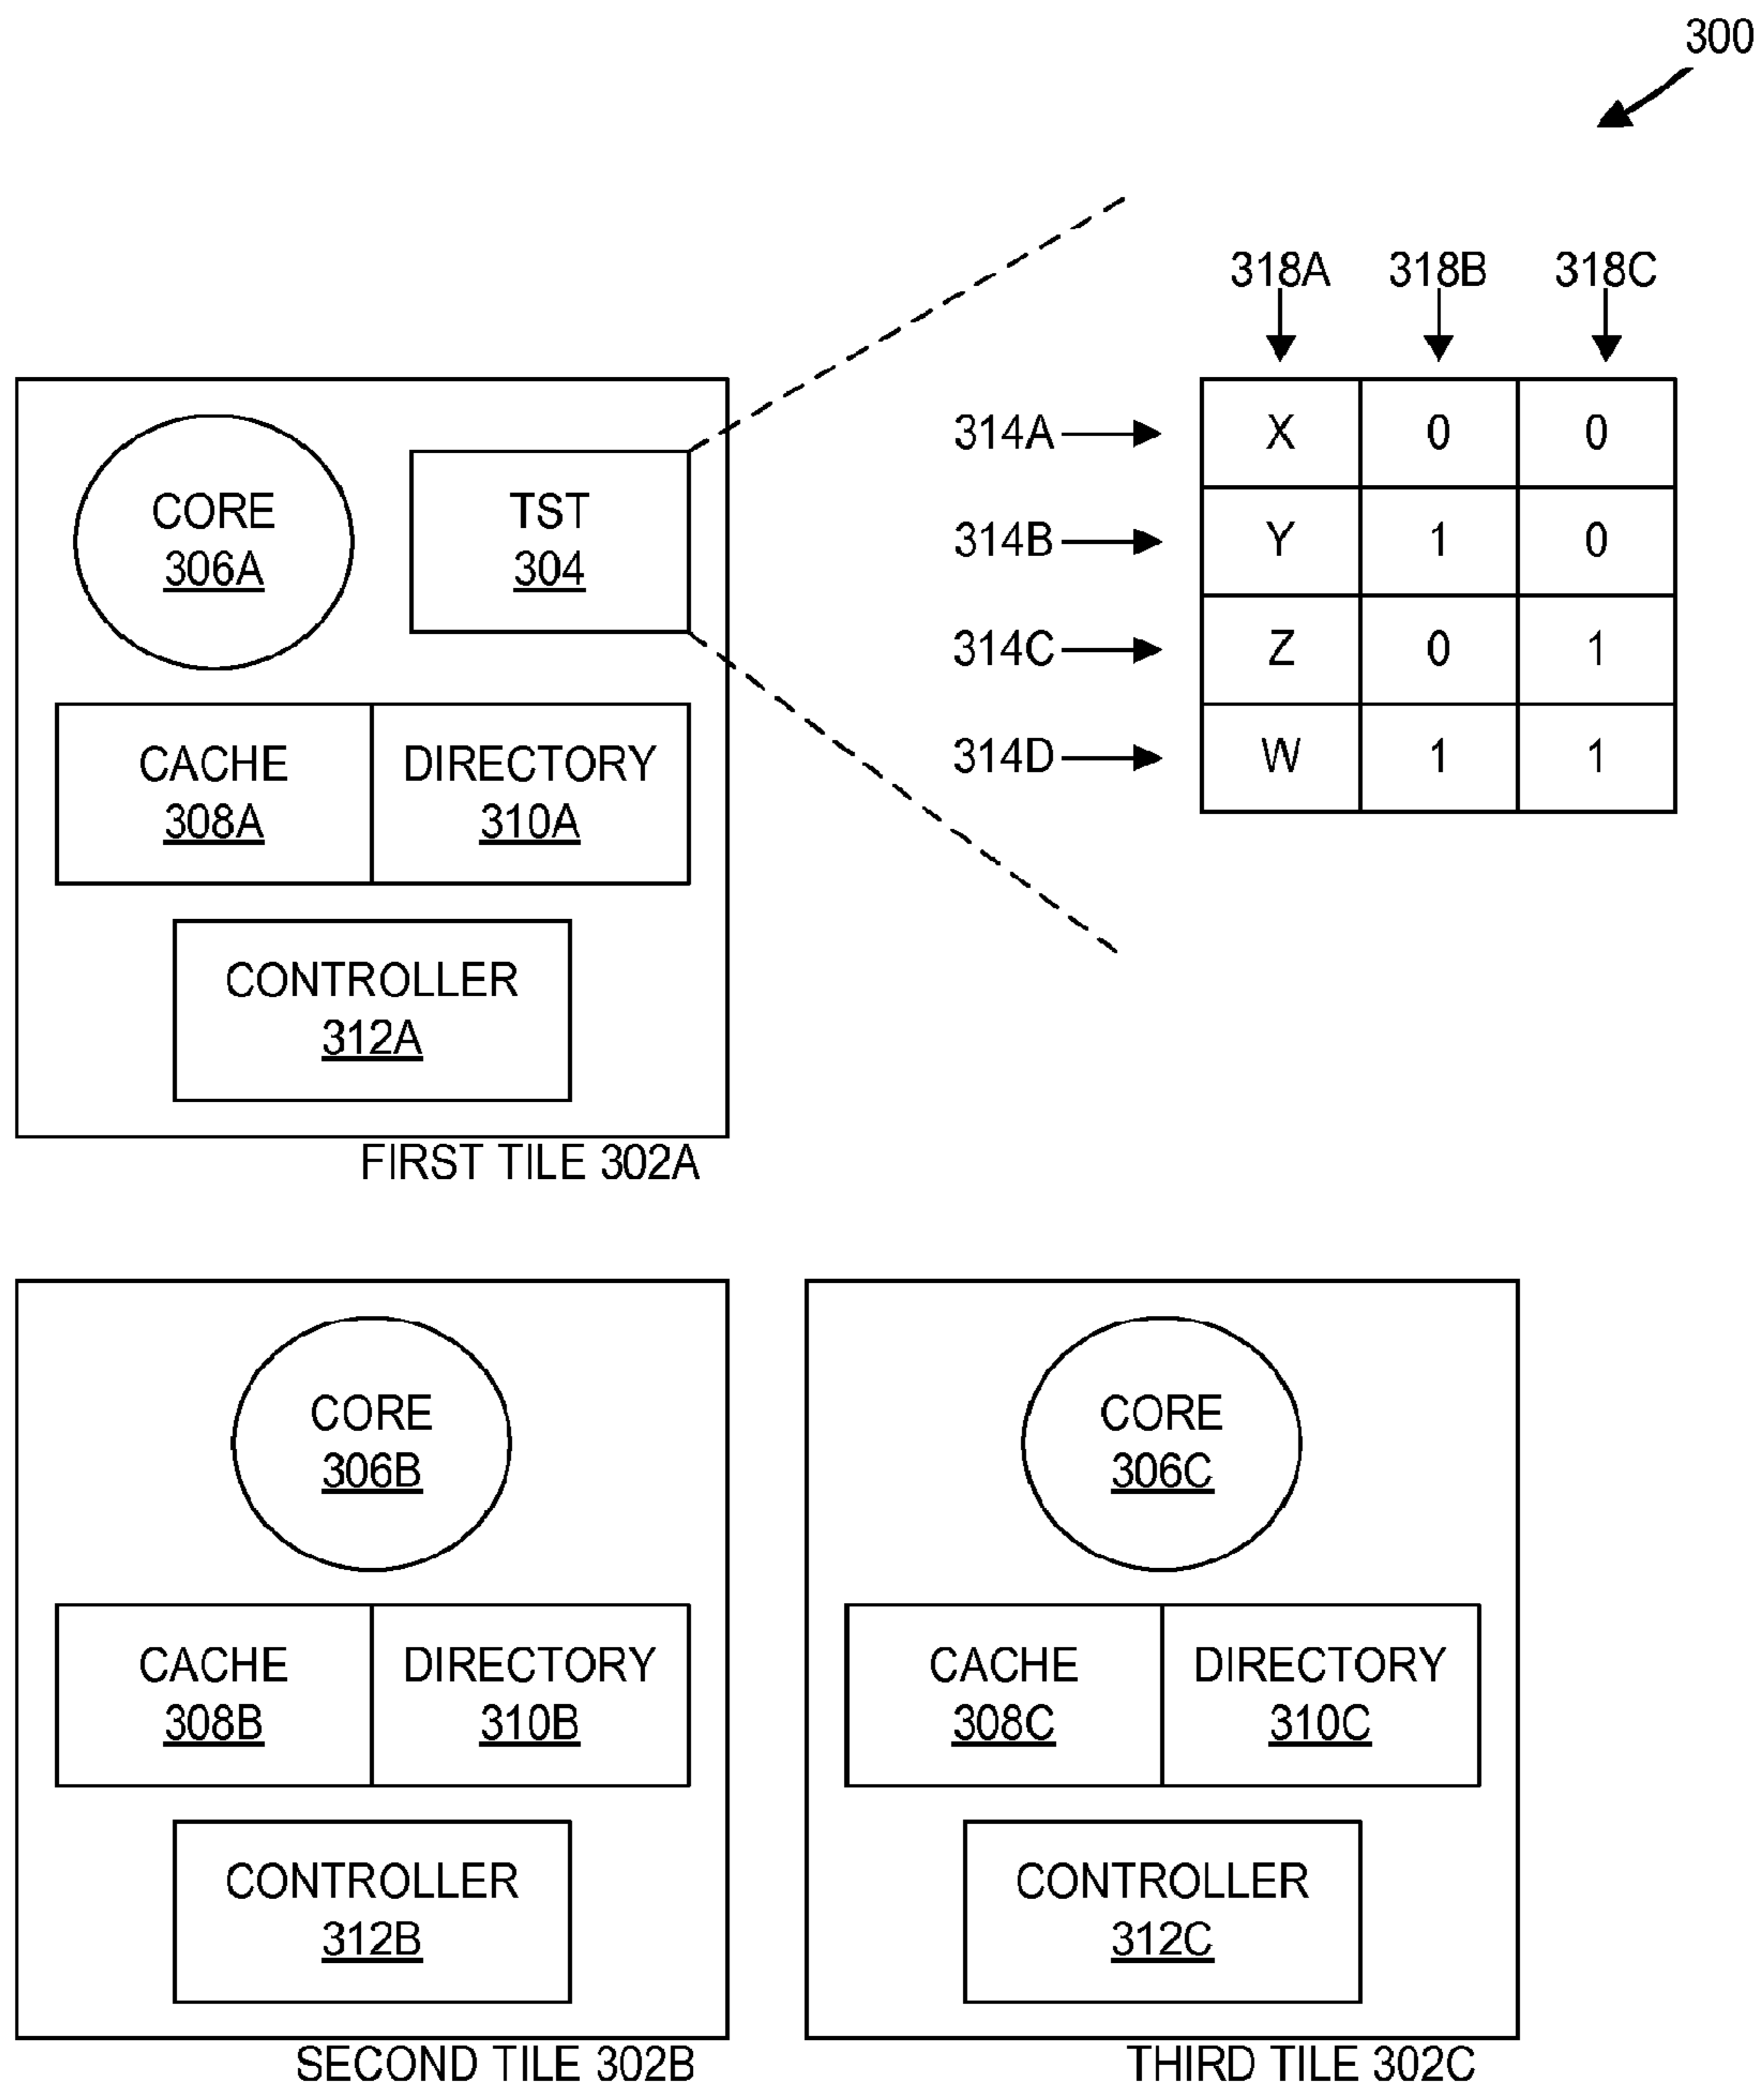 300
318A 318B 318C
314A X 0 0
314B Y 1 0
314C Z 0 1
314D W 1 1
CORE
306A
TST
304
CACHE
308A
DIRECTORY
310A
CONTROLLER
312A
FIRST TILE 302A
CORE
306B
CACHE
308B
DIRECTORY
310B
CONTROLLER
312B
SECOND TILE 302B
CORE
306C
CACHE
308C
DIRECTORY
310C
CONTROLLER
312C
THIRD TILE 302C